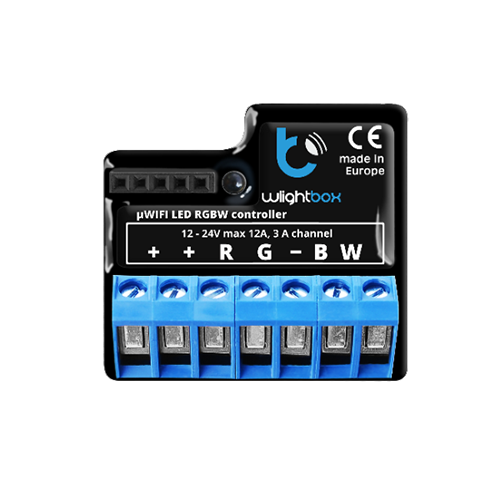 CE
made in
Europe
wlightbox
µWIFI LED RGBW controller
12 - 24V max 12A, 3 A channel
+ + R G − B W